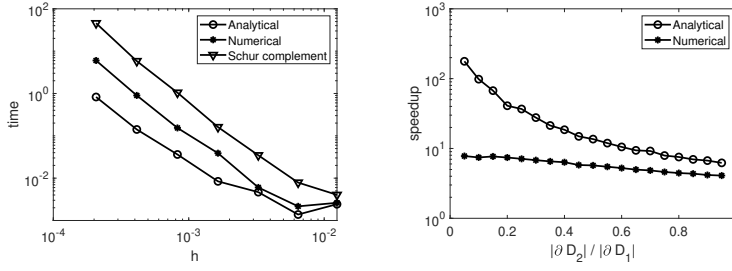 10^2
10^0
10^-2
time
10^-4
10^-3
10^-2
h
Analytical
Numerical
Schur complement
10^3
10^2
10^1
10^0
speedup
0
0.2
0.4
0.6
0.8
|∂ D_2| / |∂ D_1|
Analytical
Numerical